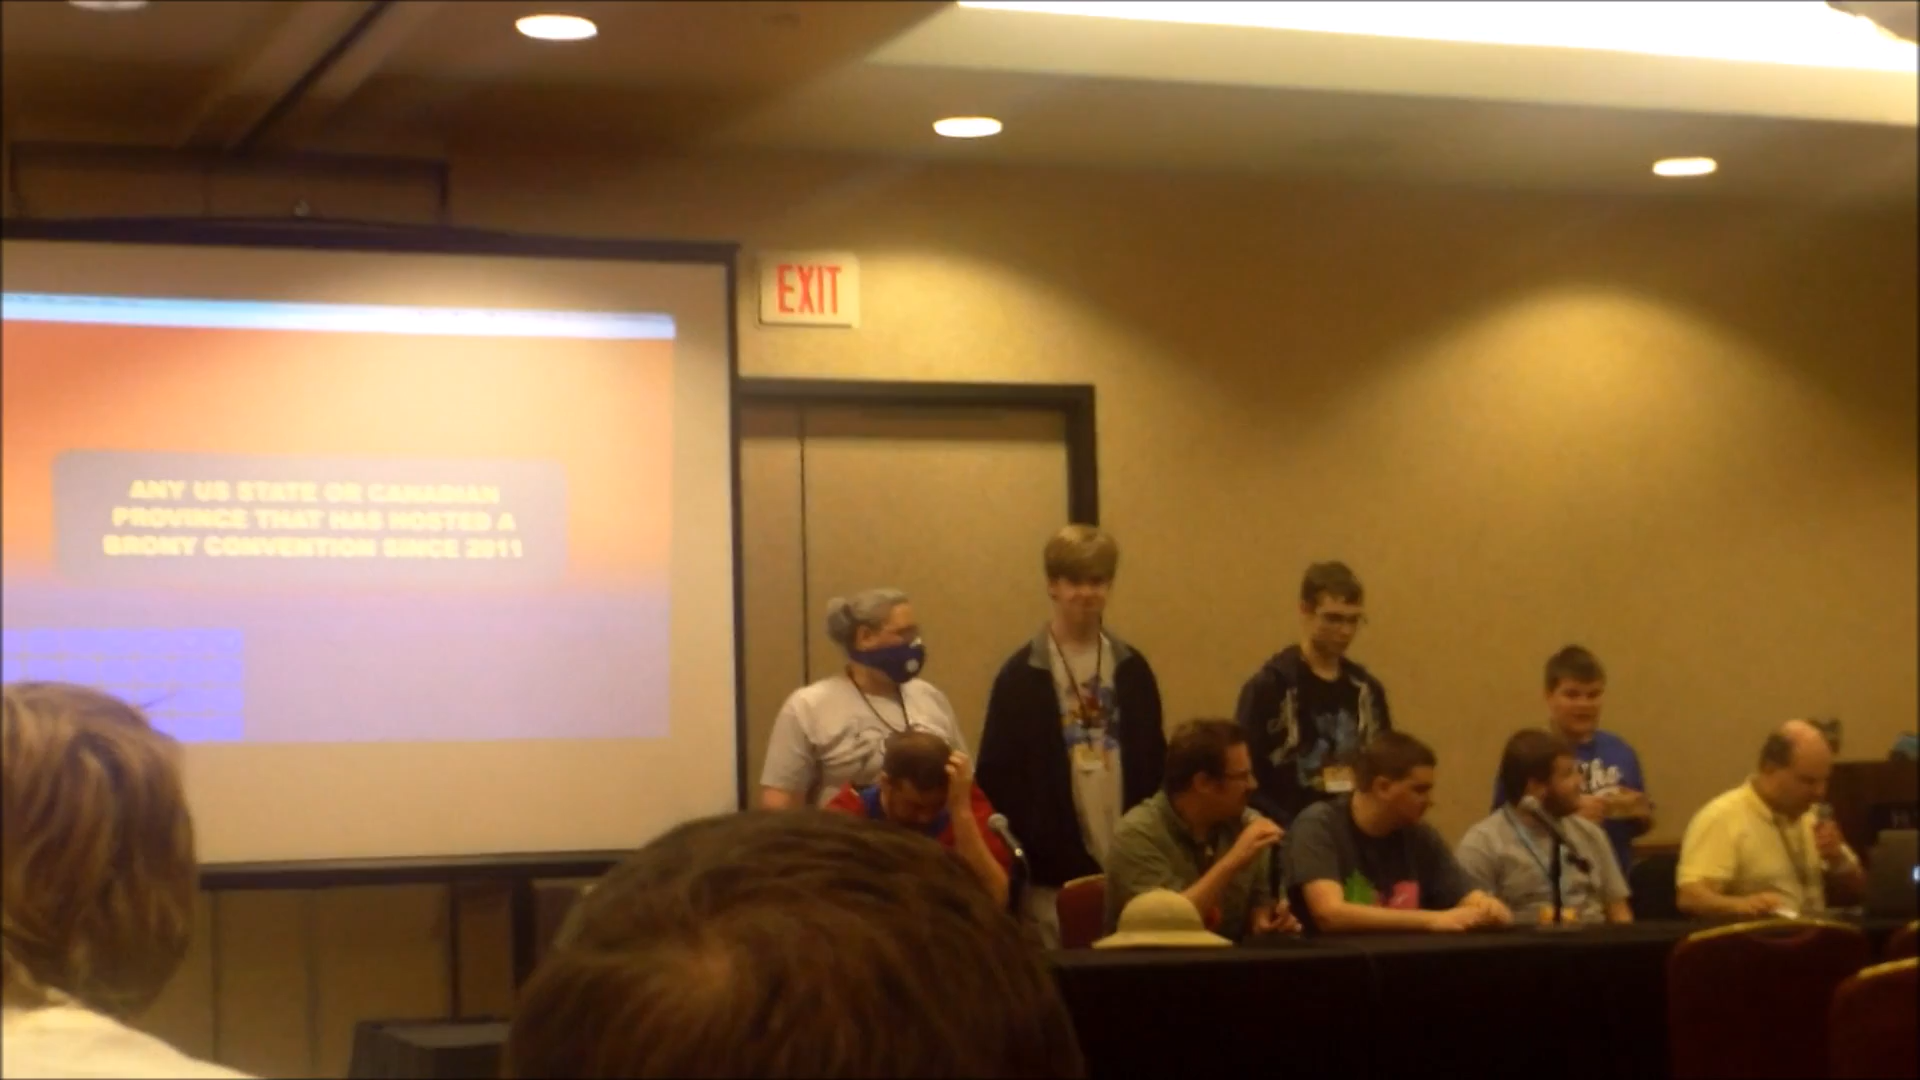 EXIT
ANY US STATE OR CANADIAN
PROVINCE THAT HAS HOSTED A
BRONY CONVENTION SINCE 2011